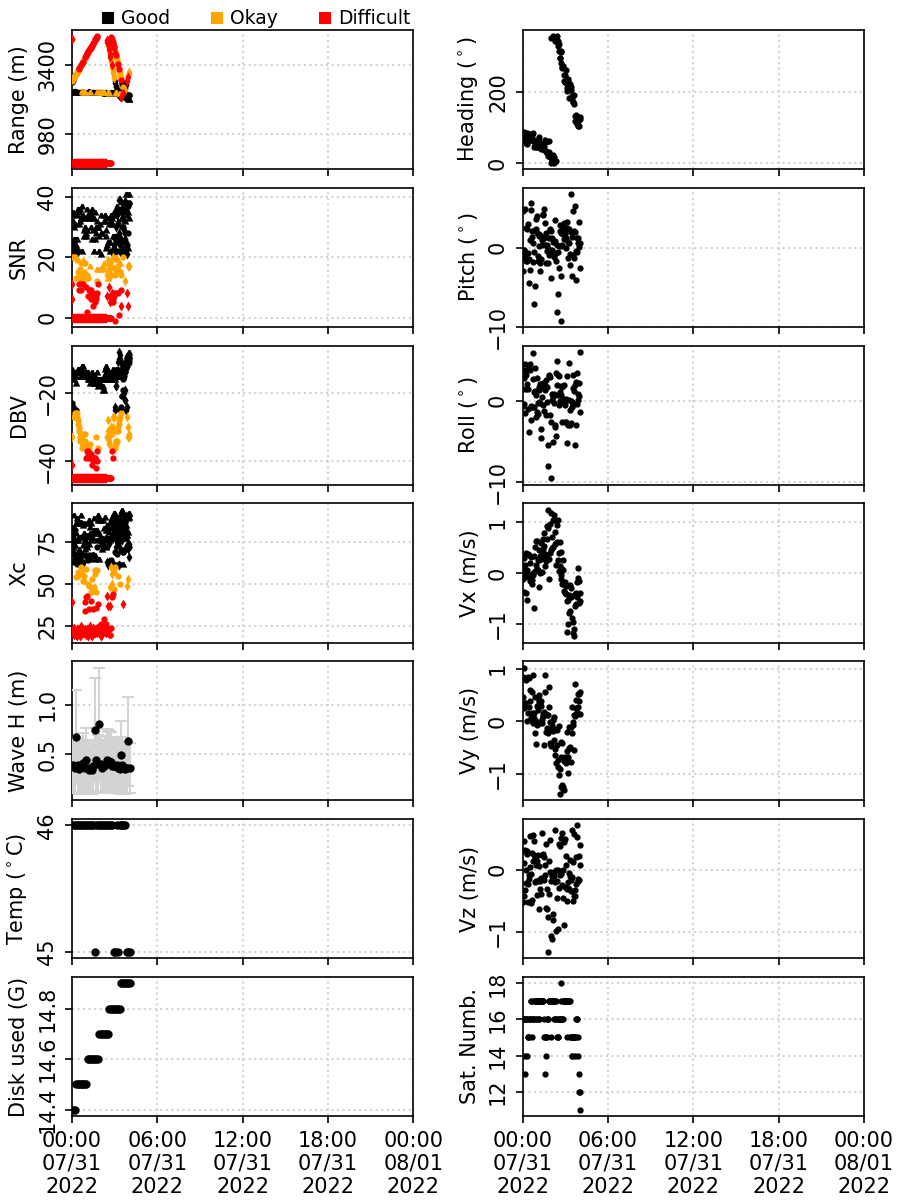 Good Okay Difficult
Range (m)
3400
980
Heading (°)
200
0
SNR
40
20
0
Pitch (°)
0
−10
DBV
−20
−40
Roll (°)
0
−10
Xc
75
50
25
Vx (m/s)
1
0
−1
Wave H (m)
1.0
0.5
Vy (m/s)
1
0
−1
Temp (°C)
46
45
Vz (m/s)
0
−1
Disk used (G)
14.8
14.6
14.4
Sat. Numb.
18
16
14
12
00:00 06:00 12:00 18:00 00:00
07/31 07/31 07/31 07/31 08/01
2022 2022 2022 2022 2022
00:00 06:00 12:00 18:00 00:00
07/31 07/31 07/31 07/31 08/01
2022 2022 2022 2022 2022